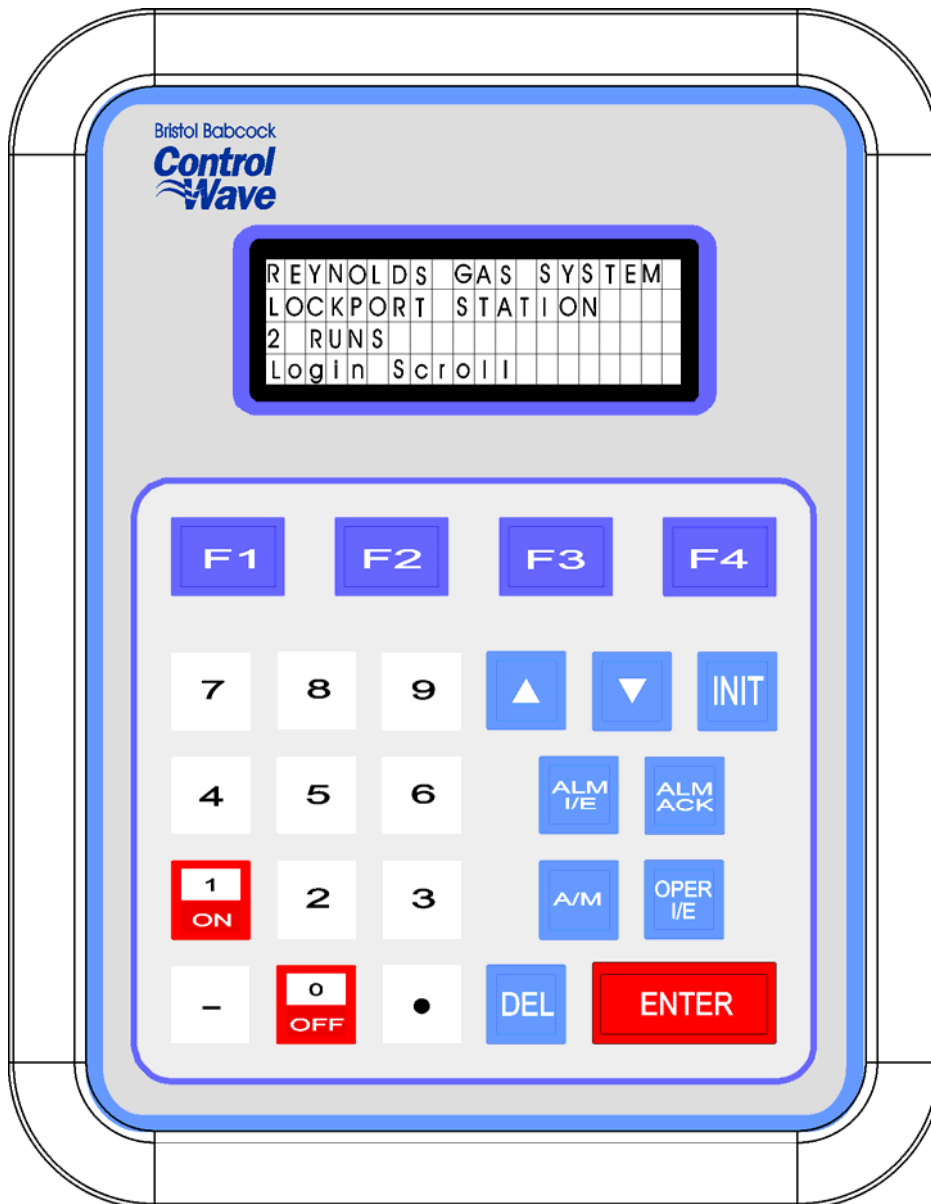 Bristol Babcock
Control
Wave
REYNOLDS GAS SYSTEM
LOCKPORT STATION
2 RUNS
Login Scroll
F1 F2 F3 F4
7 8 9 ▲ ▼ INIT
4 5 6 ALM I/E ALM ACK
1 ON 2 3 A/M OPER I/E
– 0 OFF • DEL ENTER